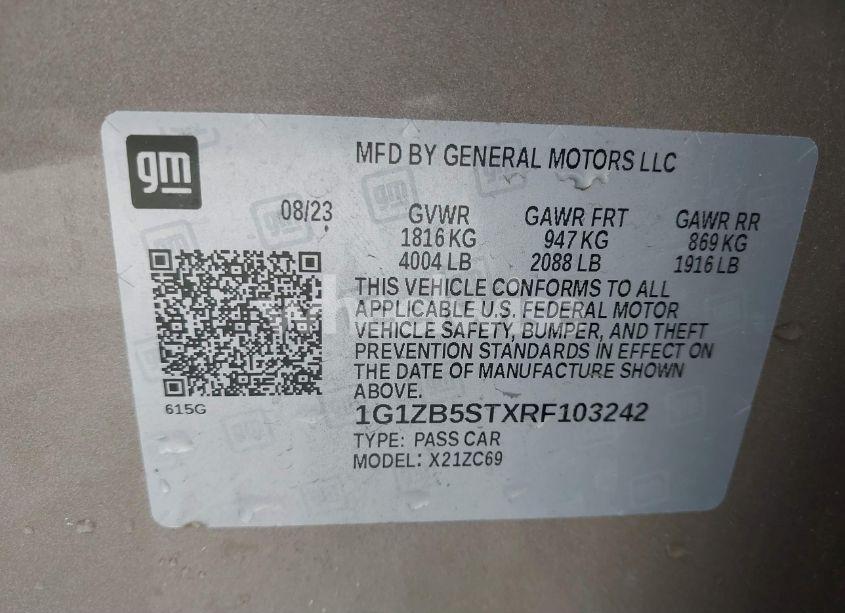 gm
MFD BY GENERAL MOTORS LLC
08/23
GVWR GAWR FRT GAWR RR
1816 KG 947 KG 869 KG
4004 LB 2088 LB 1916 LB
THIS VEHICLE CONFORMS TO ALL
APPLICABLE U.S. FEDERAL MOTOR
VEHICLE SAFETY, BUMPER, AND THEFT
PREVENTION STANDARDS IN EFFECT ON
THE DATE OF MANUFACTURE SHOWN
ABOVE.
615G
1G1ZB5STXRF103242
TYPE: PASS CAR
MODEL: X21ZC69